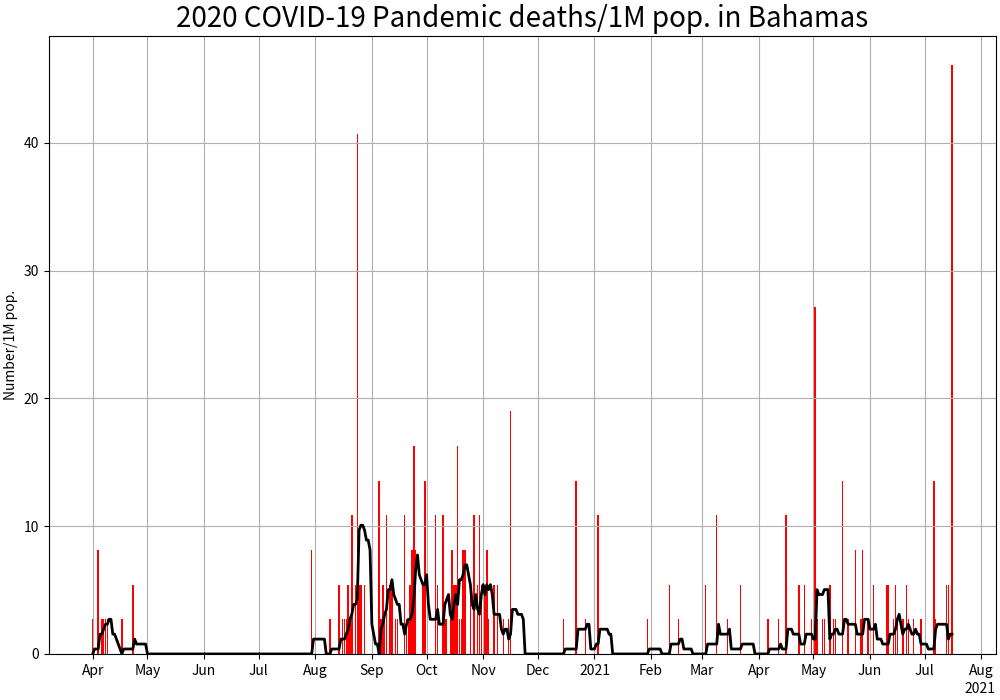 2020 COVID-19 Pandemic deaths/1M pop. in Bahamas
Number/1M pop.
40
30
20
10
0
Apr May Jun Jul Aug Sep Oct Nov Dec 2021 Feb Mar Apr May Jun Jul Aug
2021